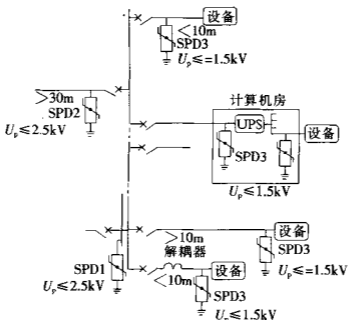 设备
<10m
SPD3
Up≤=1.5kV
>30m
SPD2
Up≤2.5kV
计算机房
UPS
设备
SPD3
Up≤1.5kV
>10m
设备
解耦器
SPD3
设备
SPD1
Up≤2.5kV
<10m
Up≤=1.5kV
SPD3
Up≤1.5kV